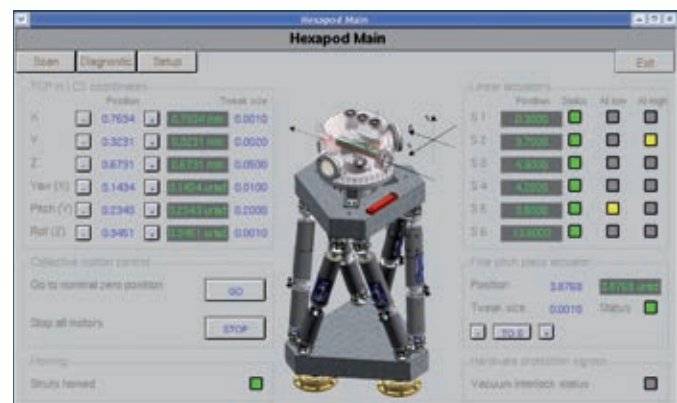 Hexapod Main
Hexapod Main
Scan Diagnostic Setup Exit
TCP in LCS coordinates
Position Tweak size
X - 0.7634 + 0.0010
Y - 0.3231 + 0.3231 mm 0.0020
Z - 0.6731 + 0.6731 mm 0.0500
Yaw (X) - 0.1434 + 0.1434 urad 0.0100
Pitch (Y) - 0.2343 + 0.2343 urad 0.2000
Roll (Z) - 0.3461 + 0.3461 urad 0.0010
Collective motion control
Go to nominal zero position GO
Stop all motors STOP
Homing
Struts homed
Linear actuators
Position Status At low At high
S 1
S 2
S 3
S 4
S 5
S 6
Fine pitch piezo actuator
Position 3.8768 urad
Tweak size 0.0010 Status
- TO 0 +
Hardware protection signals
Vacuum interlock status